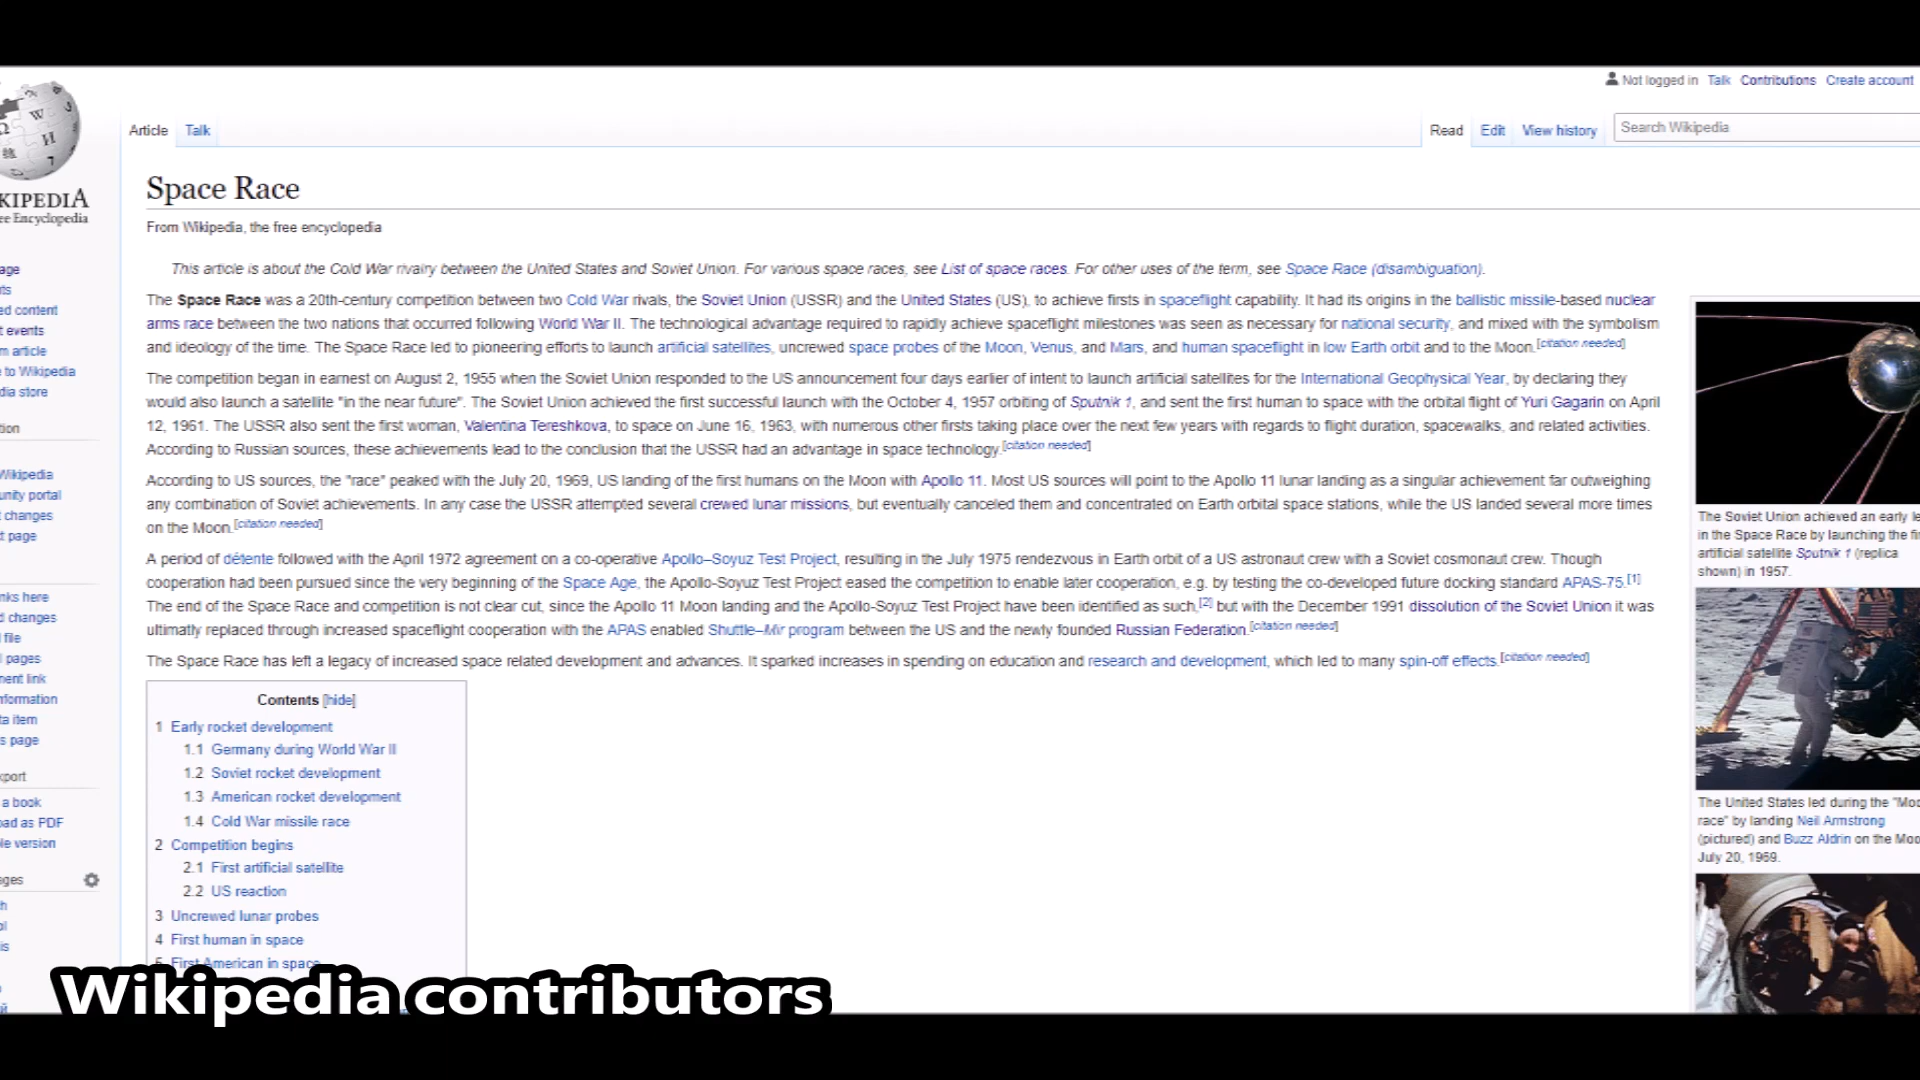 Not logged in Talk Contributions Create account
Article Talk Read Edit View history Search Wikipedia
Space Race
From Wikipedia, the free encyclopedia
This article is about the Cold War rivalry between the United States and Soviet Union. For various space races, see List of space races. For other uses of the term, see Space Race (disambiguation).
The Space Race was a 20th-century competition between two Cold War rivals, the Soviet Union (USSR) and the United States (US), to achieve firsts in spaceflight capability. It had its origins in the ballistic missile-based nuclear
arms race between the two nations that occurred following World War II. The technological advantage required to rapidly achieve spaceflight milestones was seen as necessary for national security, and mixed with the symbolism
and ideology of the time. The Space Race led to pioneering efforts to launch artificial satellites, uncrewed space probes of the Moon, Venus, and Mars, and human spaceflight in low Earth orbit and to the Moon.[citation needed]
The competition began in earnest on August 2, 1955 when the Soviet Union responded to the US announcement four days earlier of intent to launch artificial satellites for the International Geophysical Year, by declaring they
would also launch a satellite "in the near future". The Soviet Union achieved the first successful launch with the October 4, 1957 orbiting of Sputnik 1, and sent the first human to space with the orbital flight of Yuri Gagarin on April
12, 1961. The USSR also sent the first woman, Valentina Tereshkova, to space on June 16, 1963, with numerous other firsts taking place over the next few years with regards to flight duration, spacewalks, and related activities.
According to Russian sources, these achievements lead to the conclusion that the USSR had an advantage in space technology.[citation needed]
According to US sources, the "race" peaked with the July 20, 1969, US landing of the first humans on the Moon with Apollo 11. Most US sources will point to the Apollo 11 lunar landing as a singular achievement far outweighing
any combination of Soviet achievements. In any case the USSR attempted several crewed lunar missions, but eventually canceled them and concentrated on Earth orbital space stations, while the US landed several more times
on the Moon.[citation needed]
A period of détente followed with the April 1972 agreement on a co-operative Apollo–Soyuz Test Project, resulting in the July 1975 rendezvous in Earth orbit of a US astronaut crew with a Soviet cosmonaut crew. Though
cooperation had been pursued since the very beginning of the Space Age, the Apollo-Soyuz Test Project eased the competition to enable later cooperation, e.g. by testing the co-developed future docking standard APAS-75.[1]
The end of the Space Race and competition is not clear cut, since the Apollo 11 Moon landing and the Apollo-Soyuz Test Project have been identified as such,[2] but with the December 1991 dissolution of the Soviet Union it was
ultimatly replaced through increased spaceflight cooperation with the APAS enabled Shuttle–Mir program between the US and the newly founded Russian Federation.[citation needed]
The Space Race has left a legacy of increased space related development and advances. It sparked increases in spending on education and research and development, which led to many spin-off effects.[citation needed]
Contents [hide]
1 Early rocket development
1.1 Germany during World War II
1.2 Soviet rocket development
1.3 American rocket development
1.4 Cold War missile race
2 Competition begins
2.1 First artificial satellite
2.2 US reaction
3 Uncrewed lunar probes
4 First human in space
5 First American in space
The Soviet Union achieved an early
in the Space Race by launching the
artificial satellite Sputnik 1 (replica
shown) in 1957.
The United States led during the
race" by landing Neil Armstrong
(pictured) and Buzz Aldrin on the
July 20, 1969.
KIPEDIA
Encyclopedia
content
events
article
to Wikipedia
store
Wikipedia
portal
changes
page
here
changes
file
pages
link
item
page
a book
as PDF
version
Wikipedia contributors